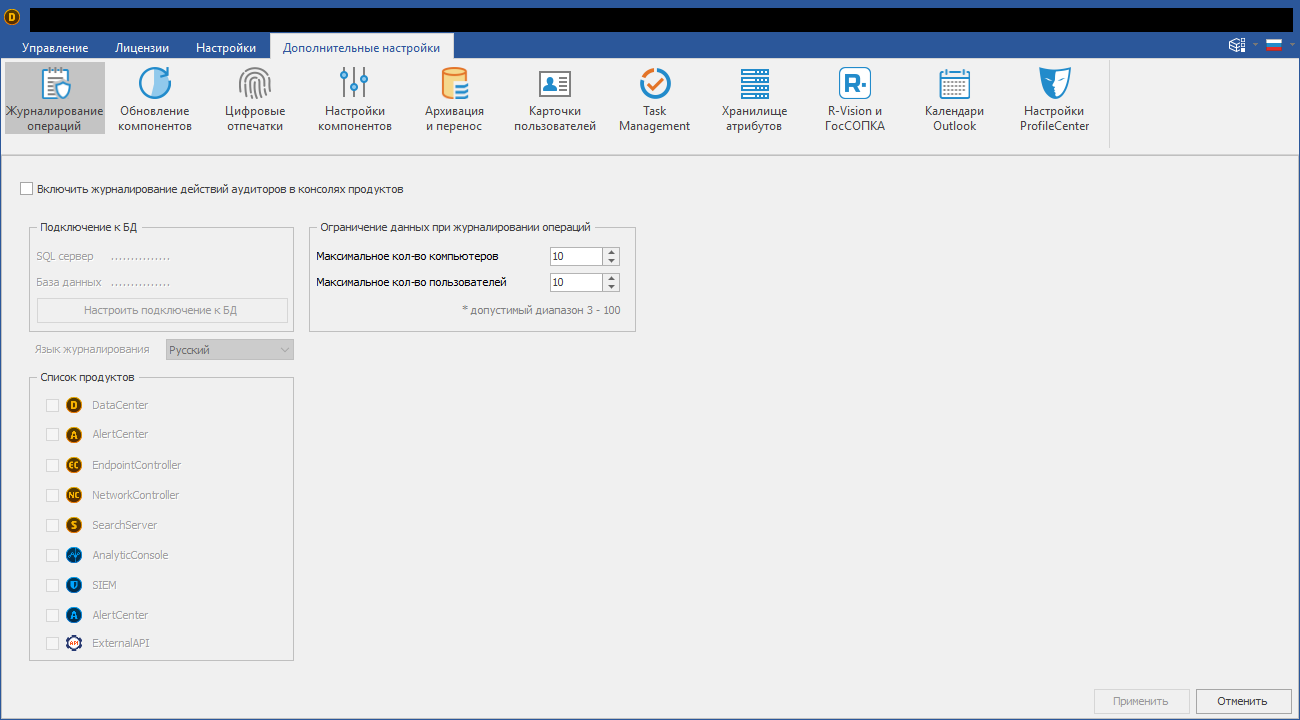 D
Управление Лицензии Настройки Дополнительные настройки
Журналирование операций
Обновление компонентов
Цифровые отпечатки
Настройки компонентов
Архивация и перенос
Карточки пользователей
Task Management
Хранилище атрибутов
R-Vision и ГосСОПКА
Календари Outlook
Настройки ProfileCenter
Включить журналирование действий аудиторов в консолях продуктов
Подключение к БД
SQL сервер ...............
База данных ...............
Настроить подключение к БД
Ограничение данных при журналировании операций
Максимальное кол-во компьютеров 10
Максимальное кол-во пользователей 10
* допустимый диапазон 3 - 100
Язык журналирования Русский
Список продуктов
D DataCenter
A AlertCenter
EC EndpointController
NC NetworkController
S SearchServer
AnalyticConsole
SIEM
A AlertCenter
API ExternalAPI
Применить Отменить